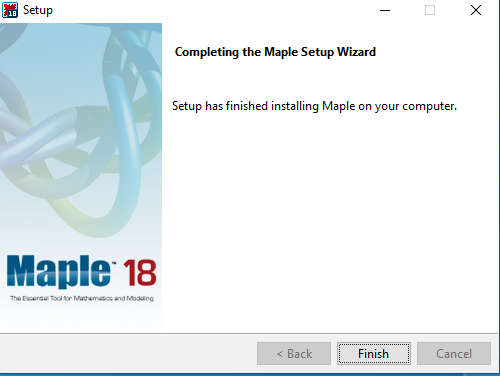 Setup
Completing the Maple Setup Wizard
Setup has finished installing Maple on your computer.
Maple™ 18
The Essential Tool for Mathematics and Modeling
< Back
Finish
Cancel